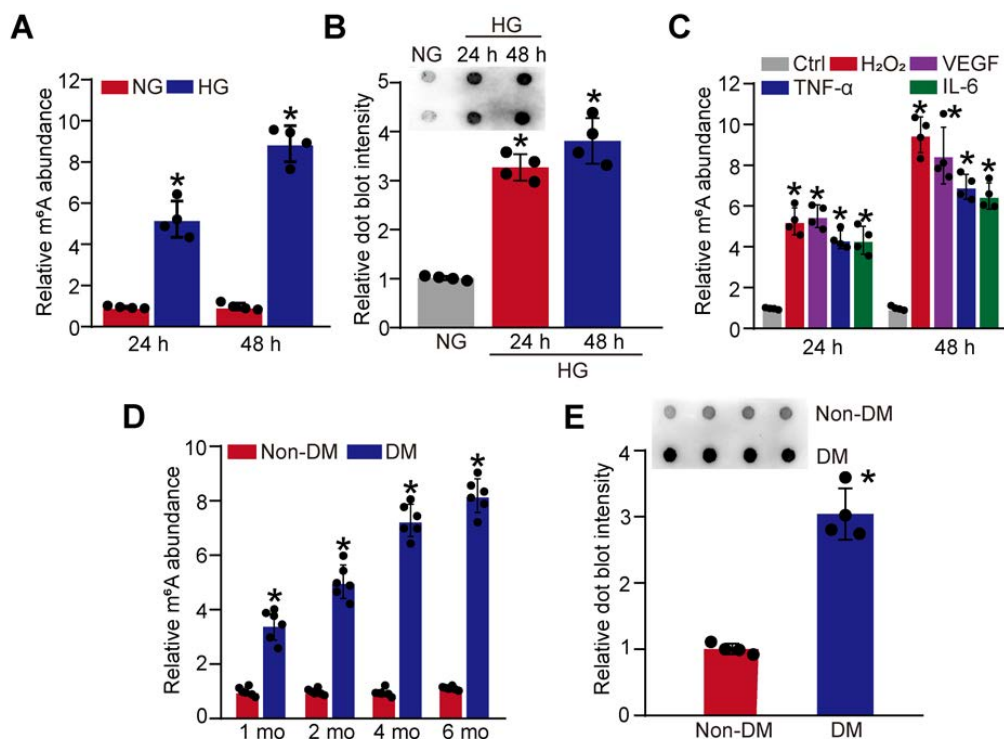 A
NG HG
Relative m⁶A abundance
12
10
8
6
4
2
0
* *
24 h 48 h
B
HG
NG 24 h 48 h
Relative dot blot intensity
5
4
3
2
1
0
* *
NG 24 h 48 h
HG
C
Ctrl H₂O₂ VEGF
TNF-α IL-6
Relative m⁶A abundance
12
10
8
6
4
2
0
* * * * * * * *
24 h 48 h
D
Non-DM DM
Relative m⁶A abundance
10
8
6
4
2
0
* * * *
1 mo 2 mo 4 mo 6 mo
E
Non-DM
DM
Relative dot blot intensity
4
3
2
1
0
*
Non-DM DM